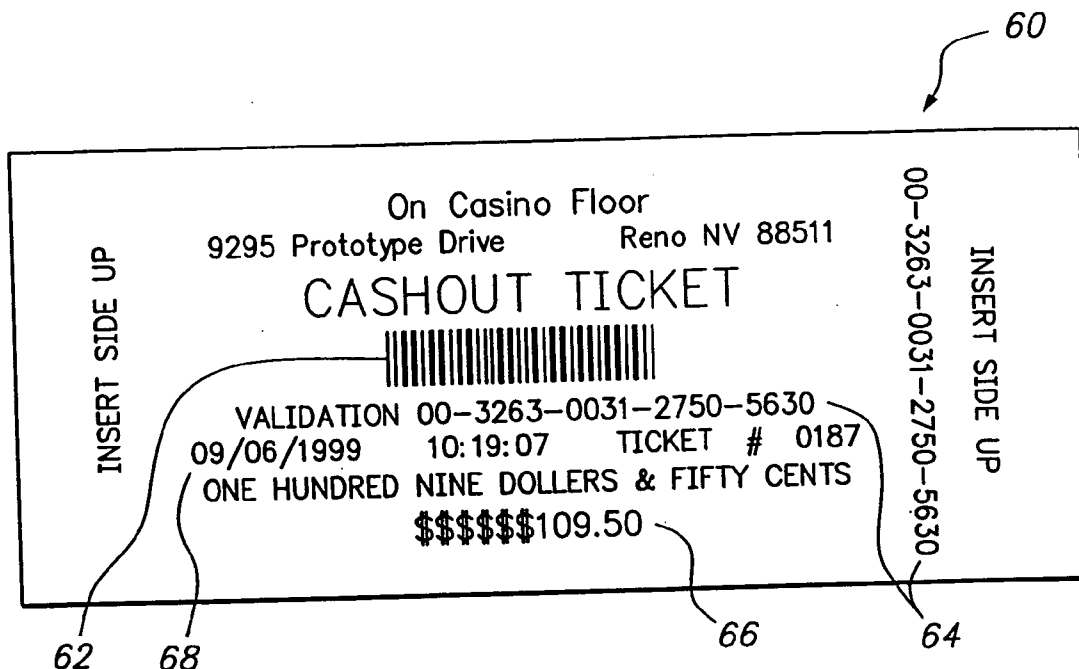 60
On Casino Floor
9295 Prototype Drive Reno NV 88511
CASHOUT TICKET
INSERT SIDE UP
VALIDATION 00-3263-0031-2750-5630
09/06/1999 10:19:07 TICKET # 0187
ONE HUNDRED NINE DOLLERS & FIFTY CENTS
$$$$$$109.50
00-3263-0031-2750-5630
INSERT SIDE UP
62 68 66 64